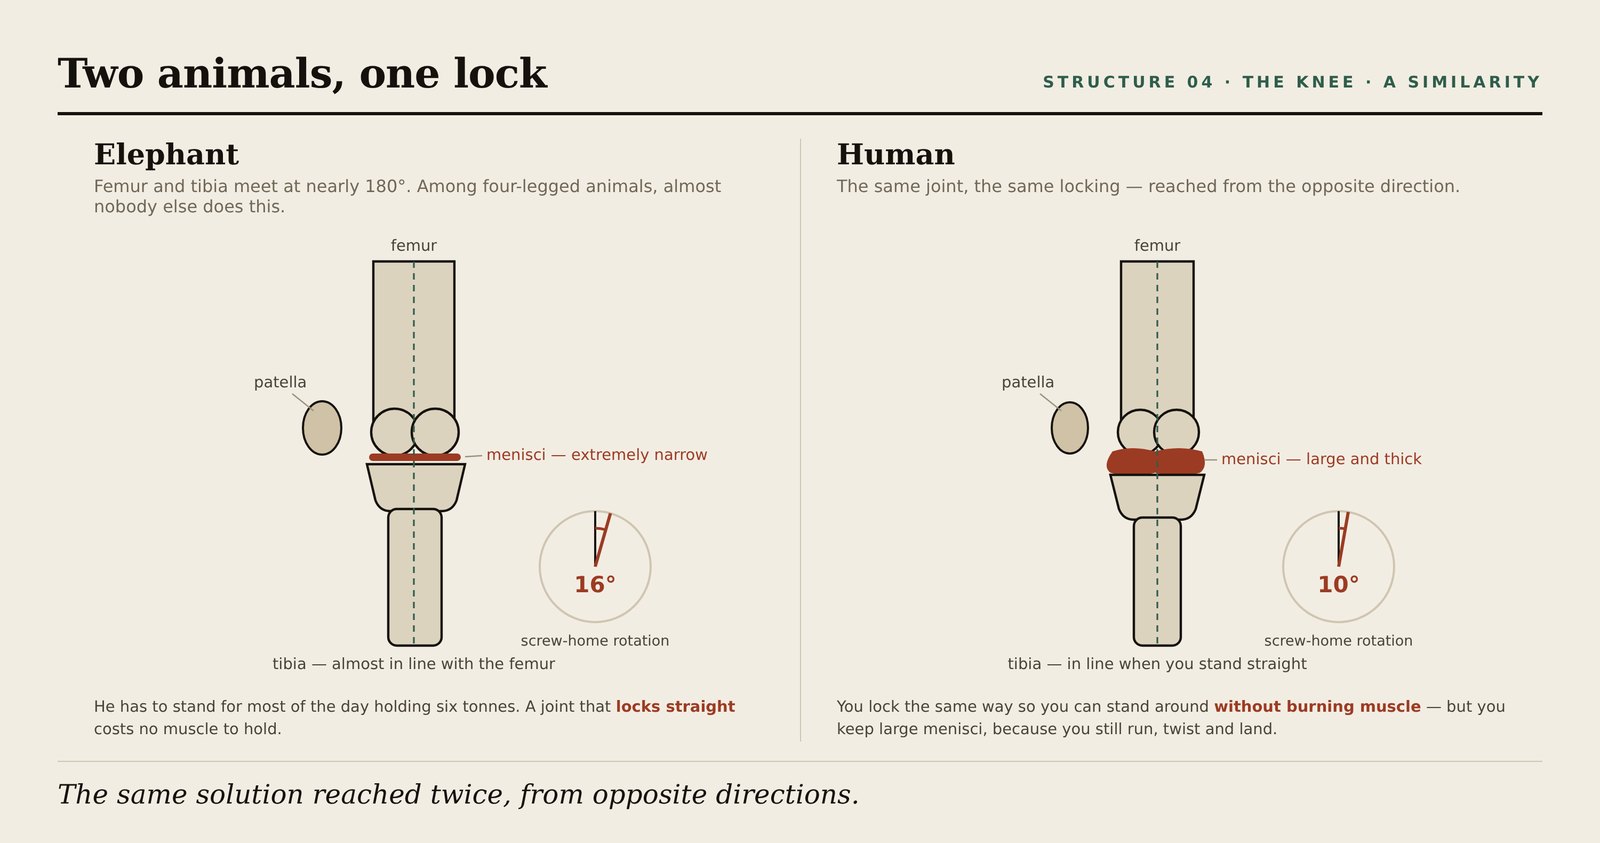 Two animals, one lock
STRUCTURE 04 · THE KNEE · A SIMILARITY
Elephant
Femur and tibia meet at nearly 180°. Among four-legged animals, almost
nobody else does this.
femur
patella
menisci — extremely narrow
16°
screw-home rotation
tibia — almost in line with the femur
He has to stand for most of the day holding six tonnes. A joint that locks straight
costs no muscle to hold.
Human
The same joint, the same locking — reached from the opposite direction.
femur
patella
menisci — large and thick
10°
screw-home rotation
tibia — in line when you stand straight
You lock the same way so you can stand around without burning muscle — but you
keep large menisci, because you still run, twist and land.
The same solution reached twice, from opposite directions.